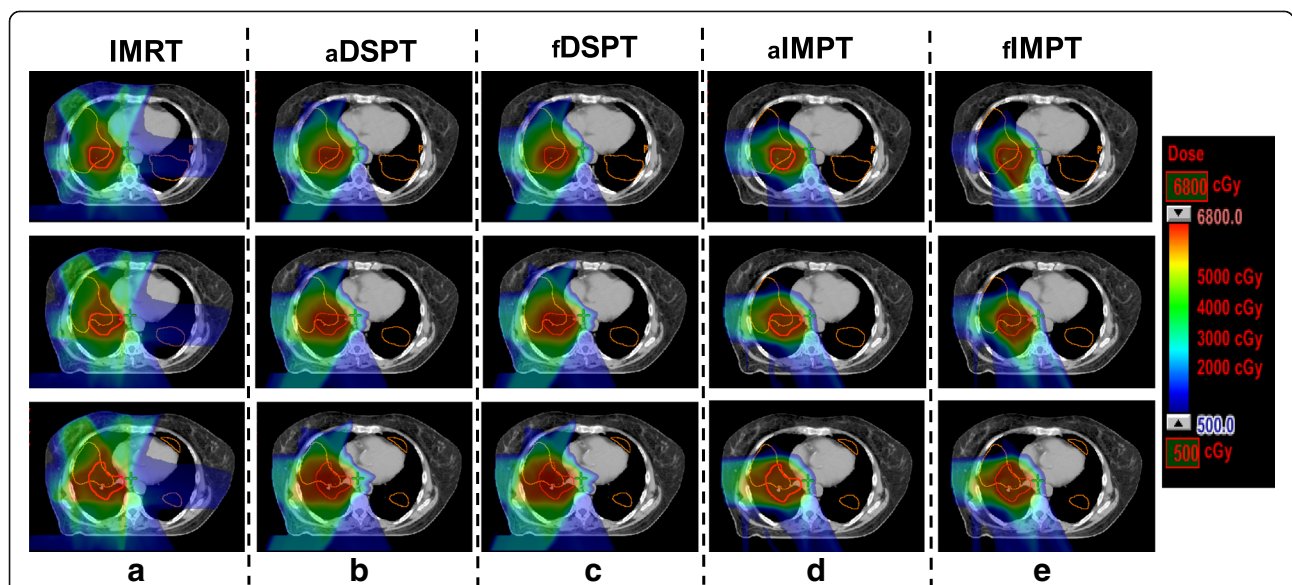 IMRT aDSPT fDSPT aIMPT fIMPT
Dose
6800 cGy
6800.0
5000 cGy
4000 cGy
3000 cGy
2000 cGy
500.0
500 cGy
a b c d e